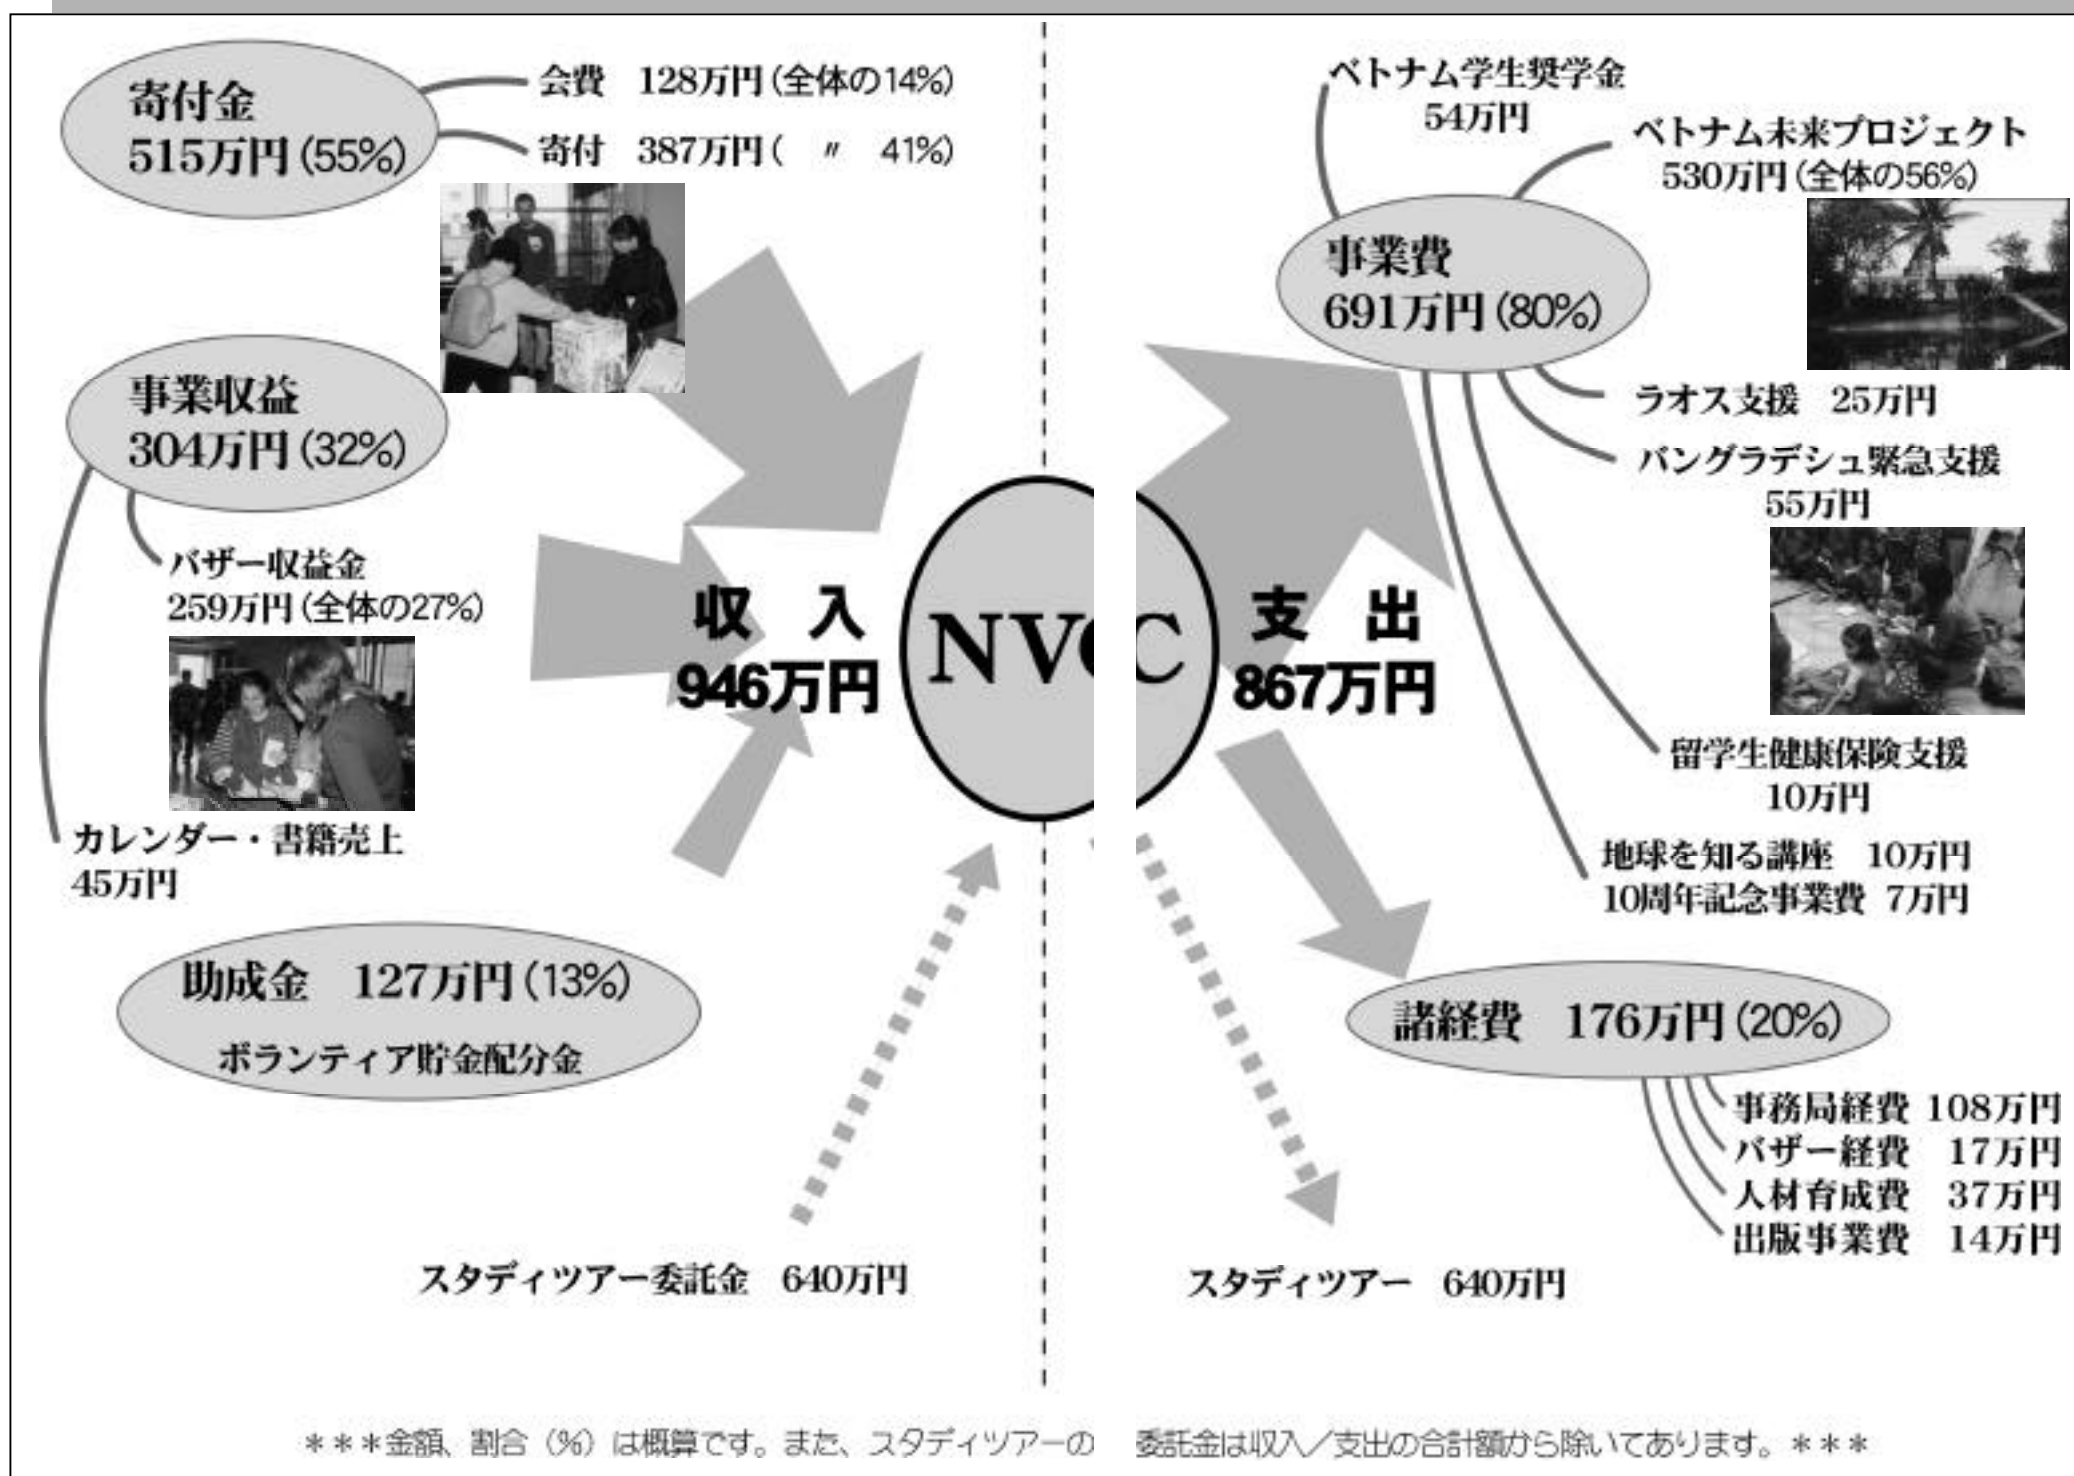 寄付金
515万円(55%)
会費 128万円(全体の14%)
寄付 387万円( 〃 41%)
事業収益
304万円(32%)
バザー収益金
259万円(全体の27%)
カレンダー・書籍売上
45万円
助成金 127万円(13%)
ボランティア貯金配分金
収 入
946万円
スタディツアー委託金 640万円
NVCC
支 出
867万円
ベトナム学生奨学金
54万円
ベトナム未来プロジェクト
530万円(全体の56%)
事業費
691万円(80%)
ラオス支援 25万円
バングラデシュ緊急支援
55万円
留学生健康保険支援
10万円
地球を知る講座 10万円
10周年記念事業費 7万円
諸経費 176万円(20%)
事務局経費 108万円
バザー経費 17万円
人材育成費 37万円
出版事業費 14万円
スタディツアー 640万円
***金額、割合(%)は概算です。また、スタディツアーの委託金は収入/支出の合計額から除いてあります。***